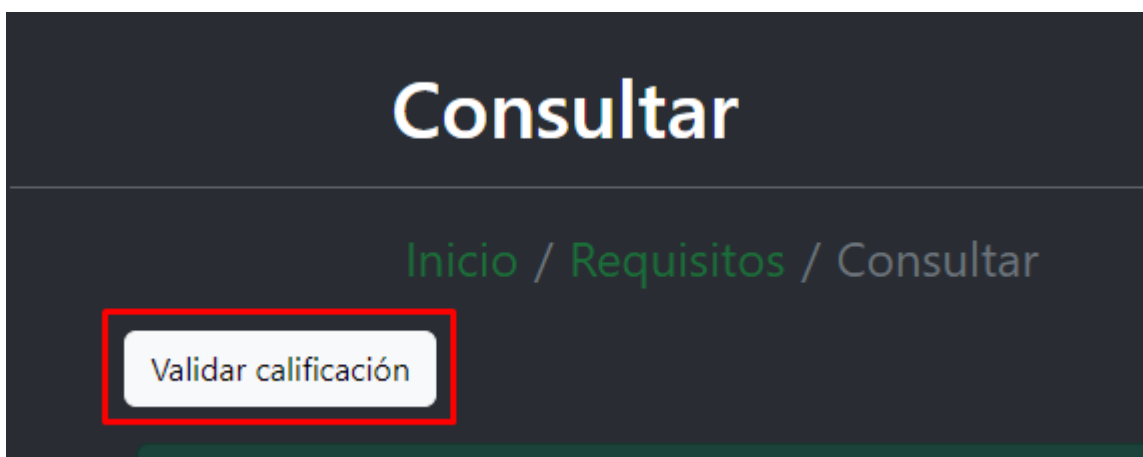 Consultar
Inicio / Requisitos / Consultar
Validar calificación